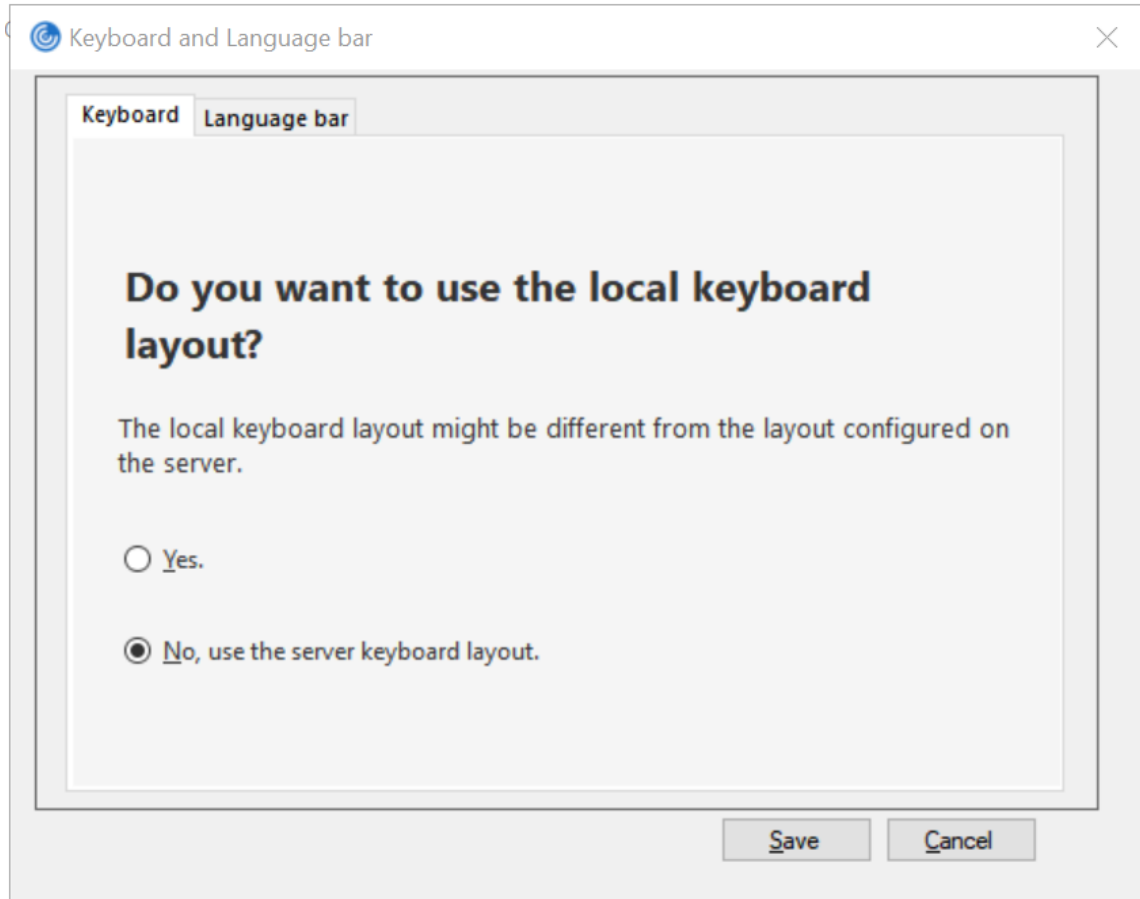 Keyboard and Language bar
Keyboard
Language bar
Do you want to use the local keyboard
layout?
The local keyboard layout might be different from the layout configured on
the server.
Yes.
No, use the server keyboard layout.
Save
Cancel